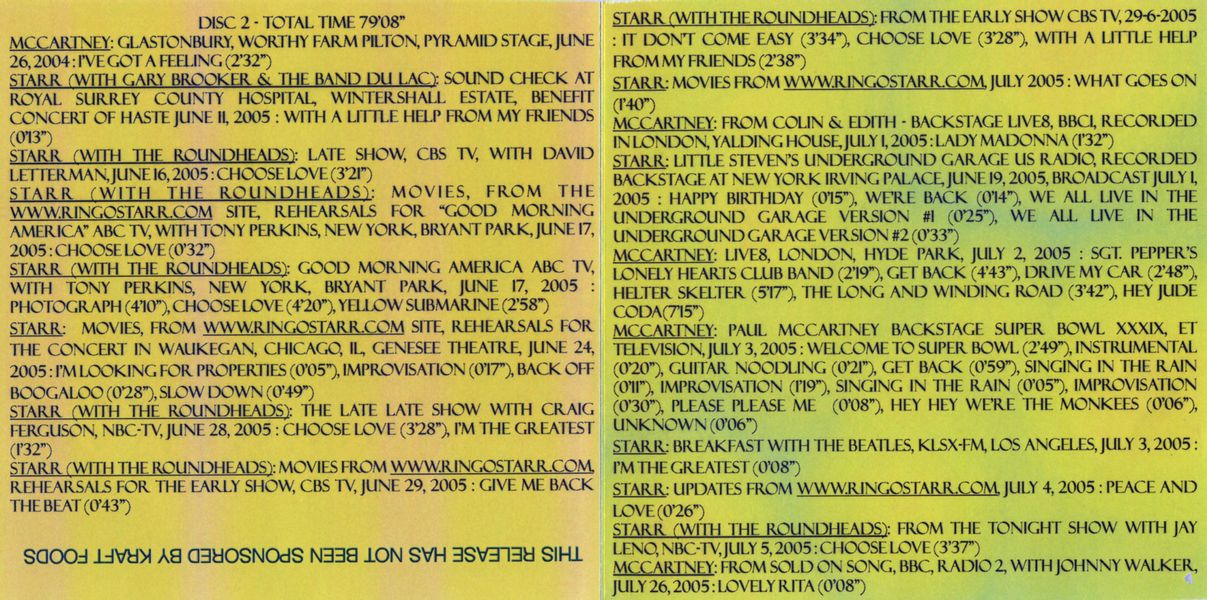 DISC 2 - TOTAL TIME 79'08"
MCCARTNEY: GLASTONBURY, WORTHY FARM PILTON, PYRAMID STAGE, JUNE
26, 2004 : I'VE GOT A FEELING (2'32")
STARR (WITH GARY BROOKER & THE BAND DU LAC): SOUND CHECK AT
ROYAL SURREY COUNTY HOSPITAL, WINTERSHALL ESTATE, BENEFIT
CONCERT OF HASTE JUNE 11, 2005 : WITH A LITTLE HELP FROM MY FRIENDS
(0'13")
STARR (WITH THE ROUNDHEADS): LATE SHOW, CBS TV, WITH DAVID
LETTERMAN, JUNE 16, 2005 : CHOOSE LOVE (3'21")
STARR (WITH THE ROUNDHEADS): MOVIES, FROM THE
WWW.RINGOSTARR.COM SITE, REHEARSALS FOR "GOOD MORNING
AMERICA" ABC TV, WITH TONY PERKINS, NEW YORK, BRYANT PARK, JUNE 17,
2005 : CHOOSE LOVE (0'32")
STARR (WITH THE ROUNDHEADS): GOOD MORNING AMERICA ABC TV,
WITH TONY PERKINS, NEW YORK, BRYANT PARK, JUNE 17, 2005 :
PHOTOGRAPH (4'10"), CHOOSE LOVE (4'20"), YELLOW SUBMARINE (2'58")
STARR: MOVIES, FROM WWW.RINGOSTARR.COM SITE, REHEARSALS FOR
THE CONCERT IN WAUKEGAN, CHICAGO, IL, GENESEE THEATRE, JUNE 24,
2005 : I'M LOOKING FOR PROPERTIES (0'05"), IMPROVISATION (0'17"), BACK OFF
BOOGALOO (0'28"), SLOW DOWN (0'49")
STARR (WITH THE ROUNDHEADS): THE LATE LATE SHOW WITH CRAIG
FERGUSON, NBC-TV, JUNE 28, 2005 : CHOOSE LOVE (3'28"), I'M THE GREATEST
(1'32")
STARR (WITH THE ROUNDHEADS): MOVIES FROM WWW.RINGOSTARR.COM,
REHEARSALS FOR THE EARLY SHOW, CBS TV, JUNE 29, 2005 : GIVE ME BACK
THE BEAT (0'43")
THIS RELEASE HAS NOT BEEN SPONSORED BY KRAFT FOODS
STARR (WITH THE ROUNDHEADS): FROM THE EARLY SHOW CBS TV, 29-6-2005
: IT DON'T COME EASY (3'34"), CHOOSE LOVE (3'28"), WITH A LITTLE HELP
FROM MY FRIENDS (2'38")
STARR: MOVIES FROM WWW.RINGOSTARR.COM, JULY 2005 : WHAT GOES ON
(1'40")
MCCARTNEY: FROM COLIN & EDITH - BACKSTAGE LIVE8, BBC1, RECORDED
IN LONDON, YALDING HOUSE, JULY 1, 2005 : LADY MADONNA (1'32")
STARR: LITTLE STEVEN'S UNDERGROUND GARAGE US RADIO, RECORDED
BACKSTAGE AT NEW YORK IRVING PALACE, JUNE 19, 2005, BROADCAST JULY 1,
2005 : HAPPY BIRTHDAY (0'15"), WE'RE BACK (0'14"), WE ALL LIVE IN THE
UNDERGROUND GARAGE VERSION #1 (0'25"), WE ALL LIVE IN THE
UNDERGROUND GARAGE VERSION #2 (0'33")
MCCARTNEY: LIVE8, LONDON, HYDE PARK, JULY 2, 2005 : SGT. PEPPER'S
LONELY HEARTS CLUB BAND (2'19"), GET BACK (4'43"), DRIVE MY CAR (2'48"),
HELTER SKELTER (5'17"), THE LONG AND WINDING ROAD (3'42"), HEY JUDE
CODA(7'15")
MCCARTNEY: PAUL MCCARTNEY BACKSTAGE SUPER BOWL XXXIX, ET
TELEVISION, JULY 3, 2005 : WELCOME TO SUPER BOWL (2'49"), INSTRUMENTAL
(0'20"), GUITAR NOODLING (0'21"), GET BACK (0'59"), SINGING IN THE RAIN
(0'11"), IMPROVISATION (1'19"), SINGING IN THE RAIN (0'05"), IMPROVISATION
(0'30"), PLEASE PLEASE ME (0'08"), HEY HEY WE'RE THE MONKEES (0'06"),
UNKNOWN (0'06")
STARR: BREAKFAST WITH THE BEATLES, KLSX-FM, LOS ANGELES, JULY 3, 2005 :
I'M THE GREATEST (0'08")
STARR: UPDATES FROM WWW.RINGOSTARR.COM, JULY 4, 2005 : PEACE AND
LOVE (0'26")
STARR (WITH THE ROUNDHEADS): FROM THE TONIGHT SHOW WITH JAY
LENO, NBC-TV, JULY 5, 2005 : CHOOSE LOVE (3'37")
MCCARTNEY: FROM SOLD ON SONG, BBC, RADIO 2, WITH JOHNNY WALKER,
JULY 26, 2005 : LOVELY RITA (0'08")